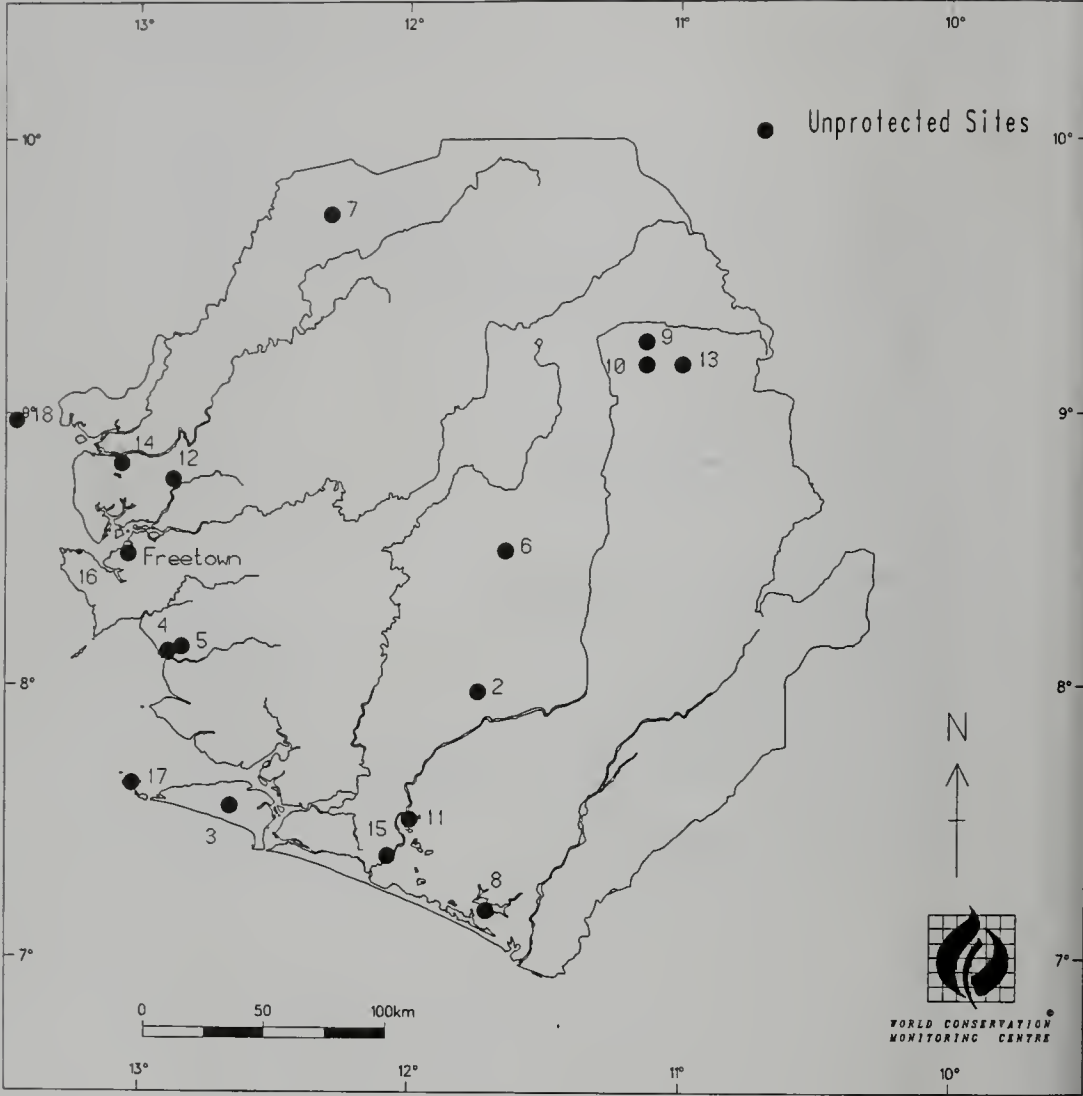 13° 12° 11° 10°
Unprotected Sites
10° 10°
7
9
10 13
9° 18 9°
14
12
6
Freetown
16
4
5
8° 2 8°
N
17
3
15 11
8
7° 7°
0 50 100km
WORLD CONSERVATION
MONITORING CENTRE
13° 12° 11° 10°